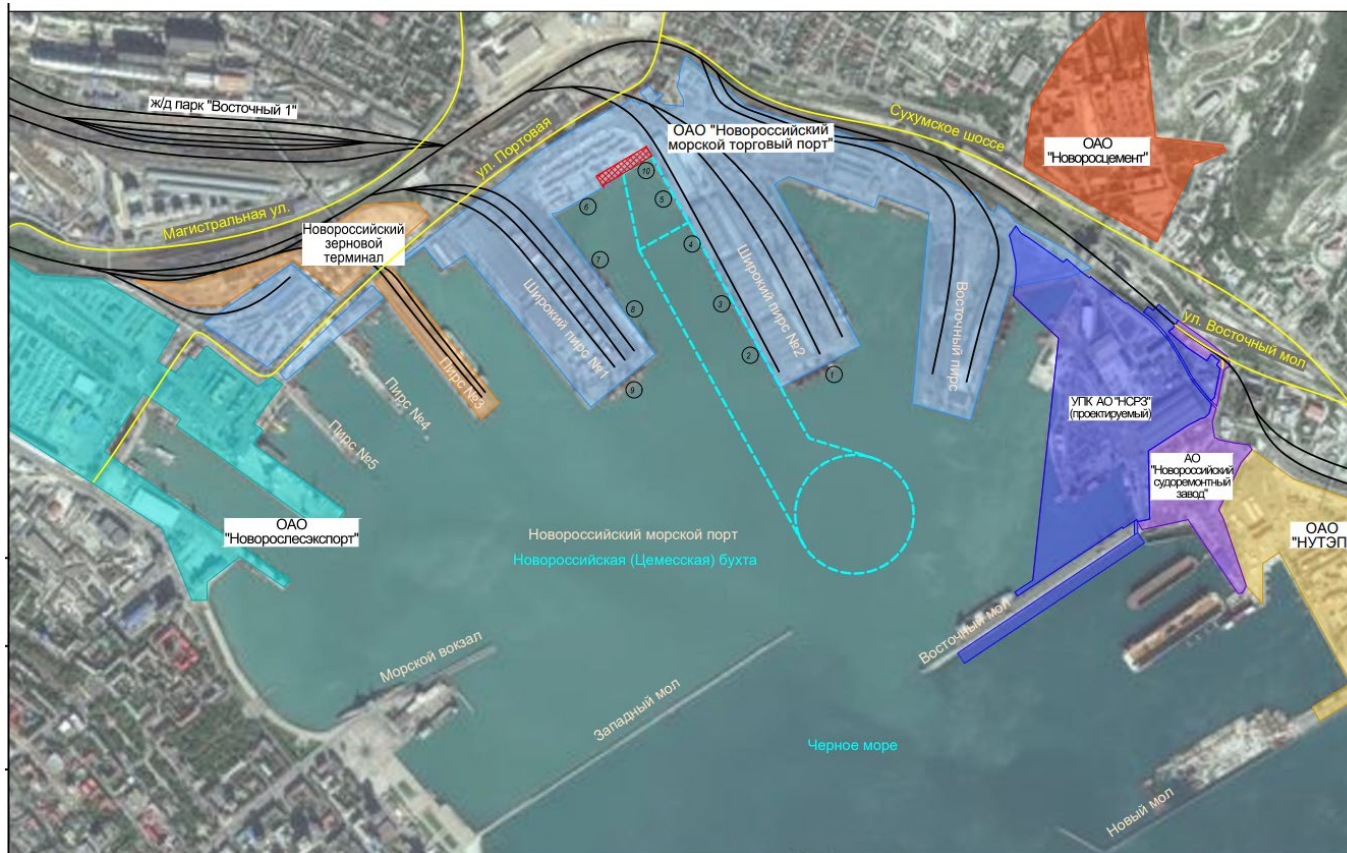 ж/д парк "Восточный 1"
ул. Портовая
ОАО "Новороссийский
морской торговый порт"
Сухумское шоссе
ОАО
"Новоросцемент"
Магистральная ул.
Новороссийский
зерновой
терминал
10
6
5
4
7
3
8
2
9
1
Широкий пирс №1
Широкий пирс №2
Восточный пирс
ул. Восточный мол
Пирс №3
Пирс №4
Пирс №5
УПК АО "НСРЗ"
(проектируемый)
АО
"Новороссийский
судоремонтный
завод"
ОАО
"НУТЭП
ОАО
"Новорослесэкспорт"
Новороссийский морской порт
Новороссийская (Цемесская) бухта
Восточный мол
Морской вокзал
Западный мол
Черное море
Новый мол